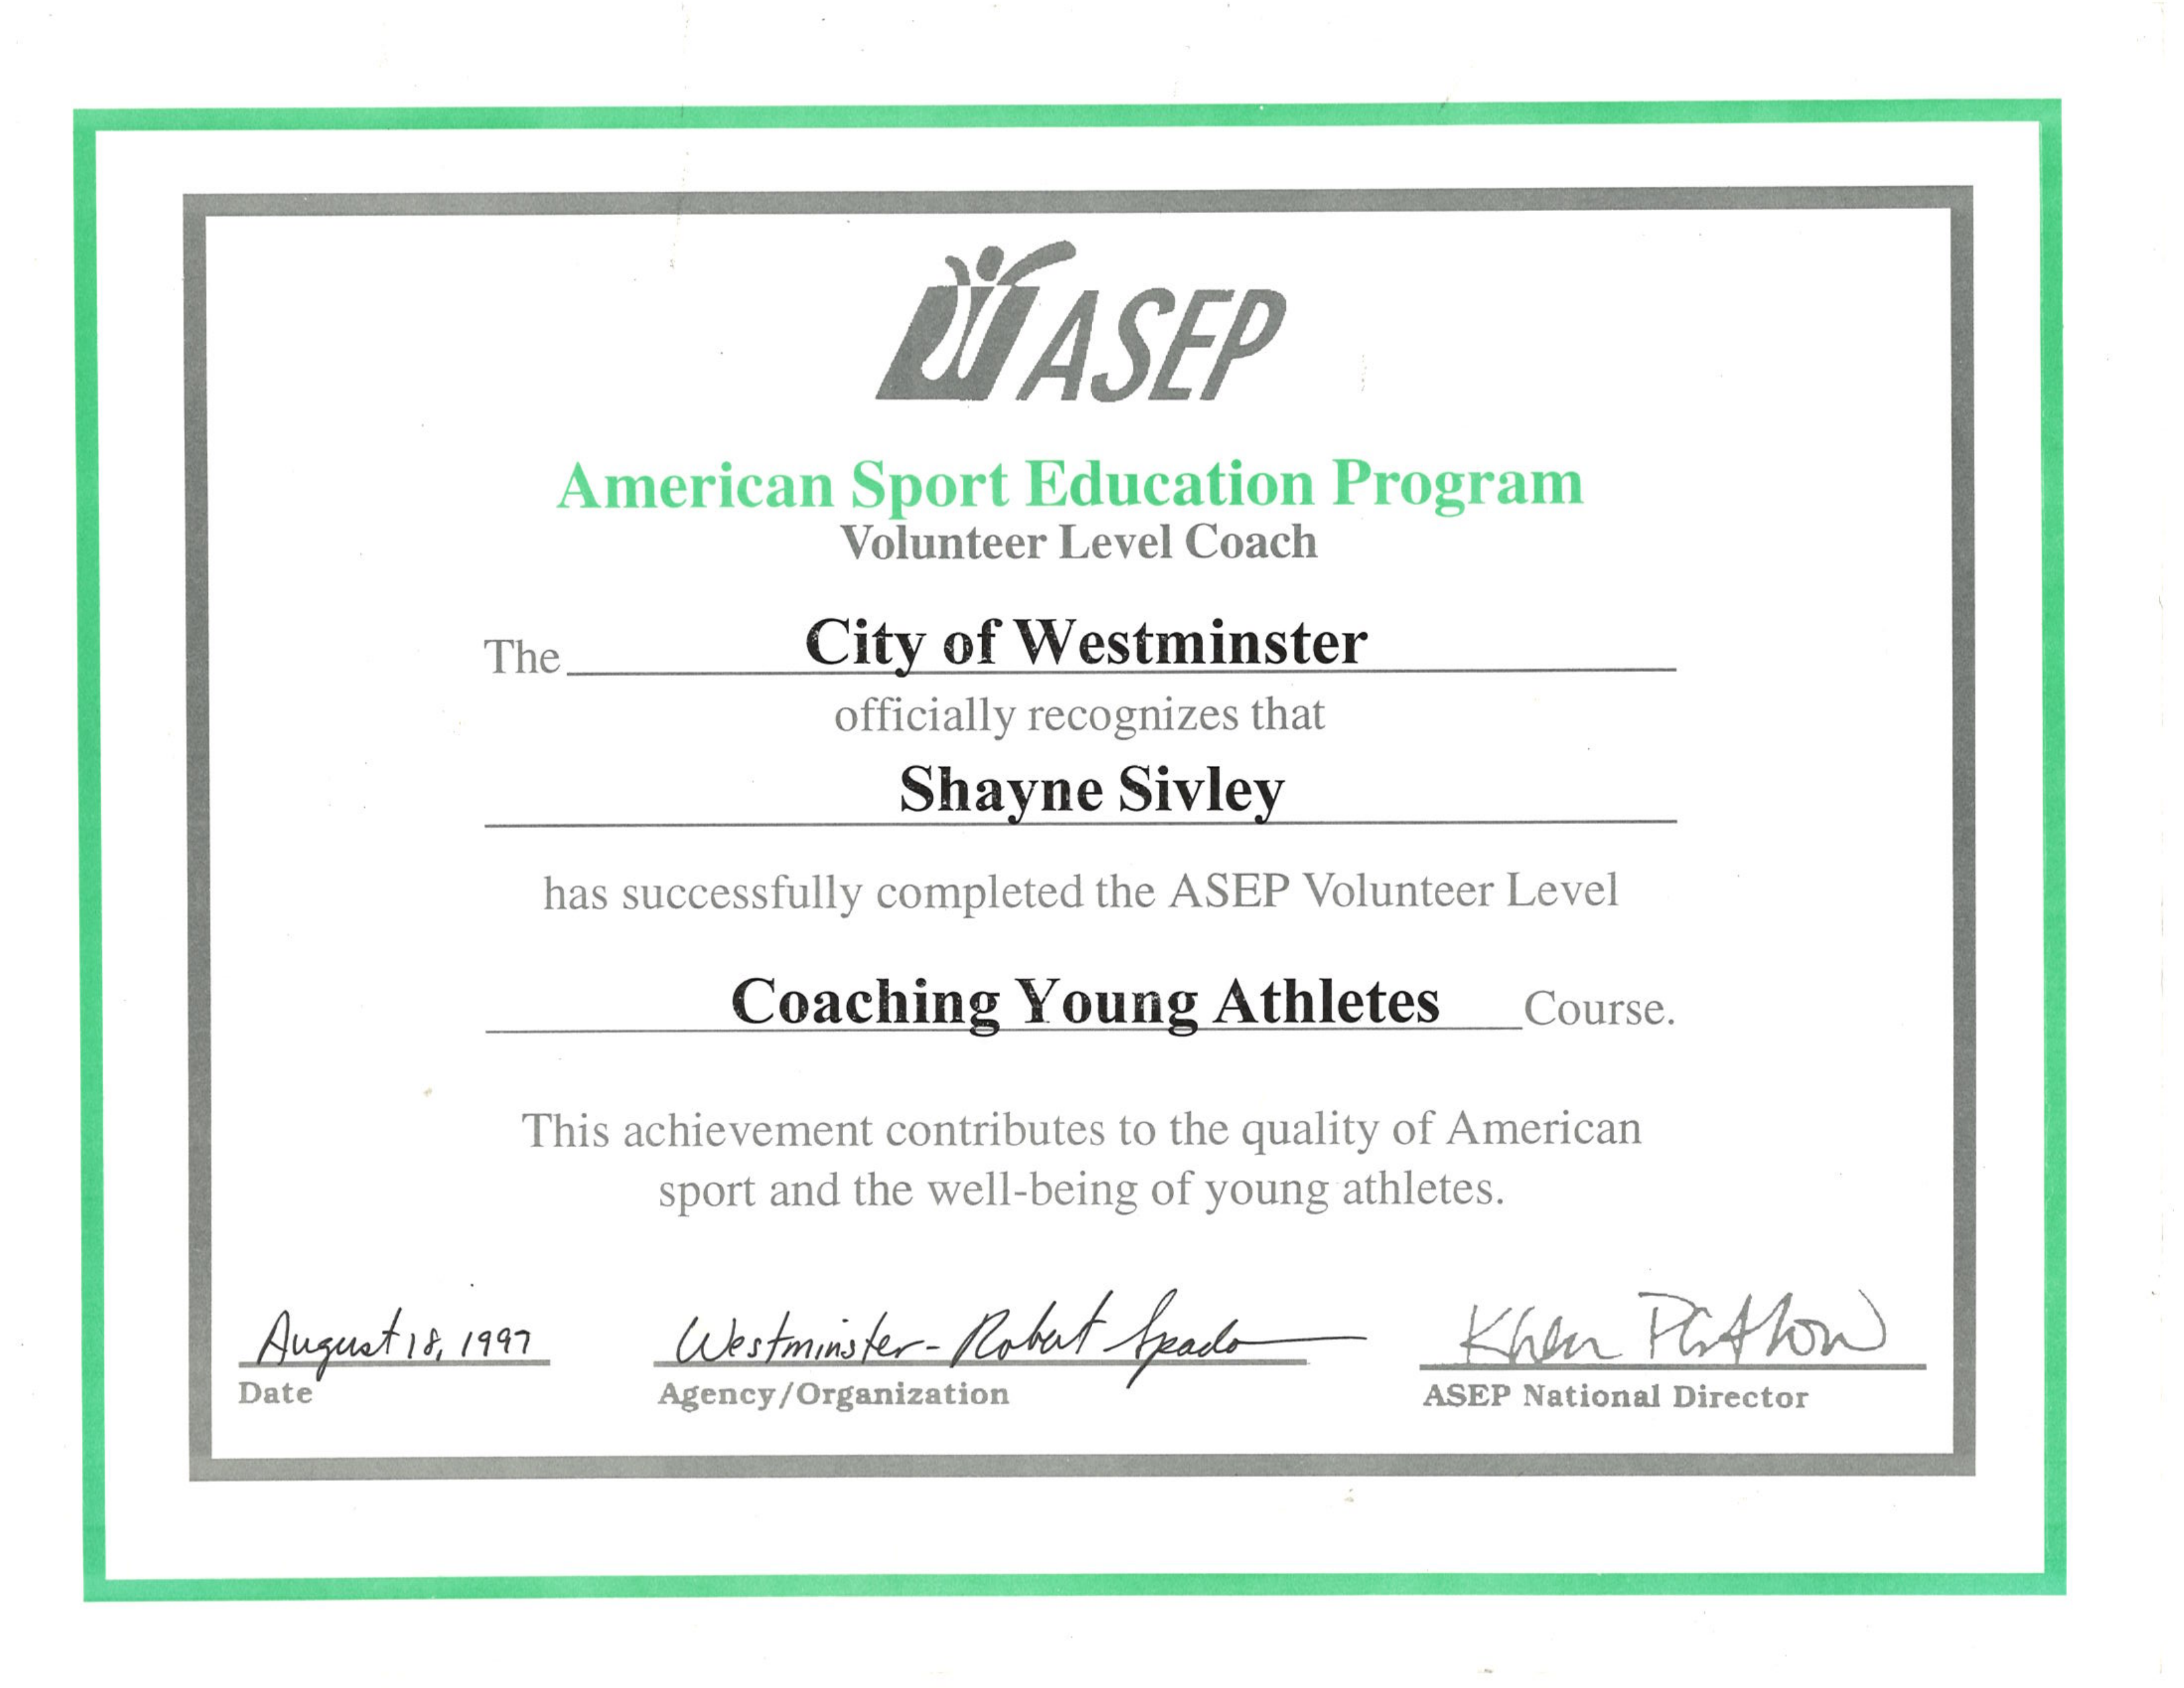 ASEP
American Sport Education Program
Volunteer Level Coach
The City of Westminster
officially recognizes that
Shayne Sivley
has successfully completed the ASEP Volunteer Level
Coaching Young Athletes Course.
This achievement contributes to the quality of American
sport and the well-being of young athletes.
August 18, 1997 Westminster - Robert Spado
Date Agency/Organization ASEP National Director